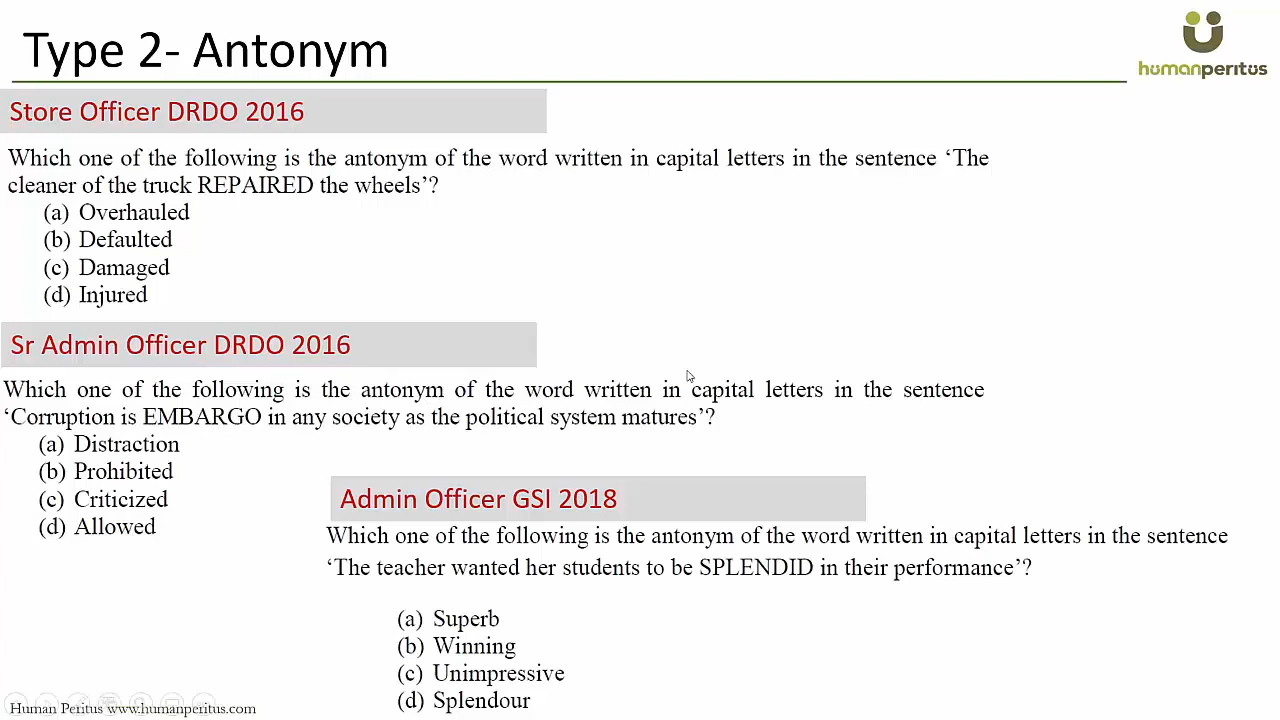 Type 2- Antonym
humanperitus
Store Officer DRDO 2016
Which one of the following is the antonym of the word written in capital letters in the sentence ‘The
cleaner of the truck REPAIRED the wheels’?
(a) Overhauled
(b) Defaulted
(c) Damaged
(d) Injured
Sr Admin Officer DRDO 2016
Which one of the following is the antonym of the word written in capital letters in the sentence
‘Corruption is EMBARGO in any society as the political system matures’?
(a) Distraction
(b) Prohibited
(c) Criticized
(d) Allowed
Admin Officer GSI 2018
Which one of the following is the antonym of the word written in capital letters in the sentence
‘The teacher wanted her students to be SPLENDID in their performance’?
(a) Superb
(b) Winning
(c) Unimpressive
(d) Splendour
Human Peritus www.humanperitus.com